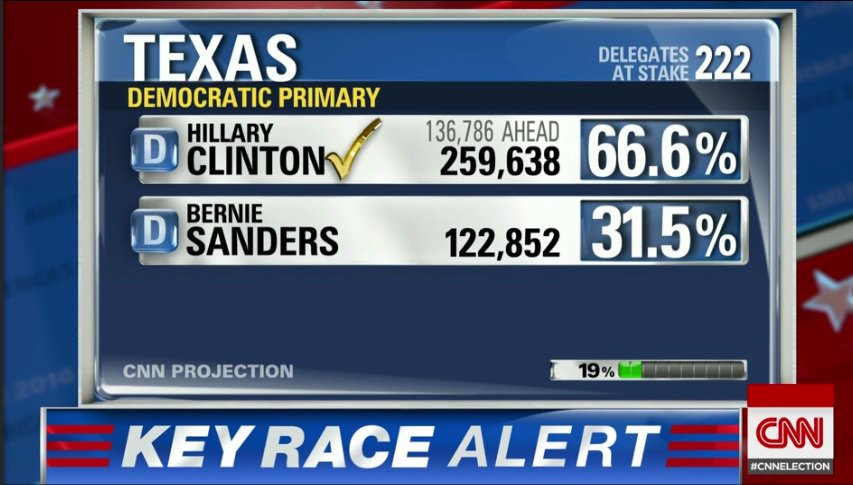 TEXAS
DELEGATES
AT STAKE 222
DEMOCRATIC PRIMARY
D HILLARY
CLINTON
136,786 AHEAD
259,638
66.6%
D BERNIE
SANDERS
122,852
31.5%
CNN PROJECTION
19%
KEY RACE ALERT
CNN
#CNNELECTION
2016